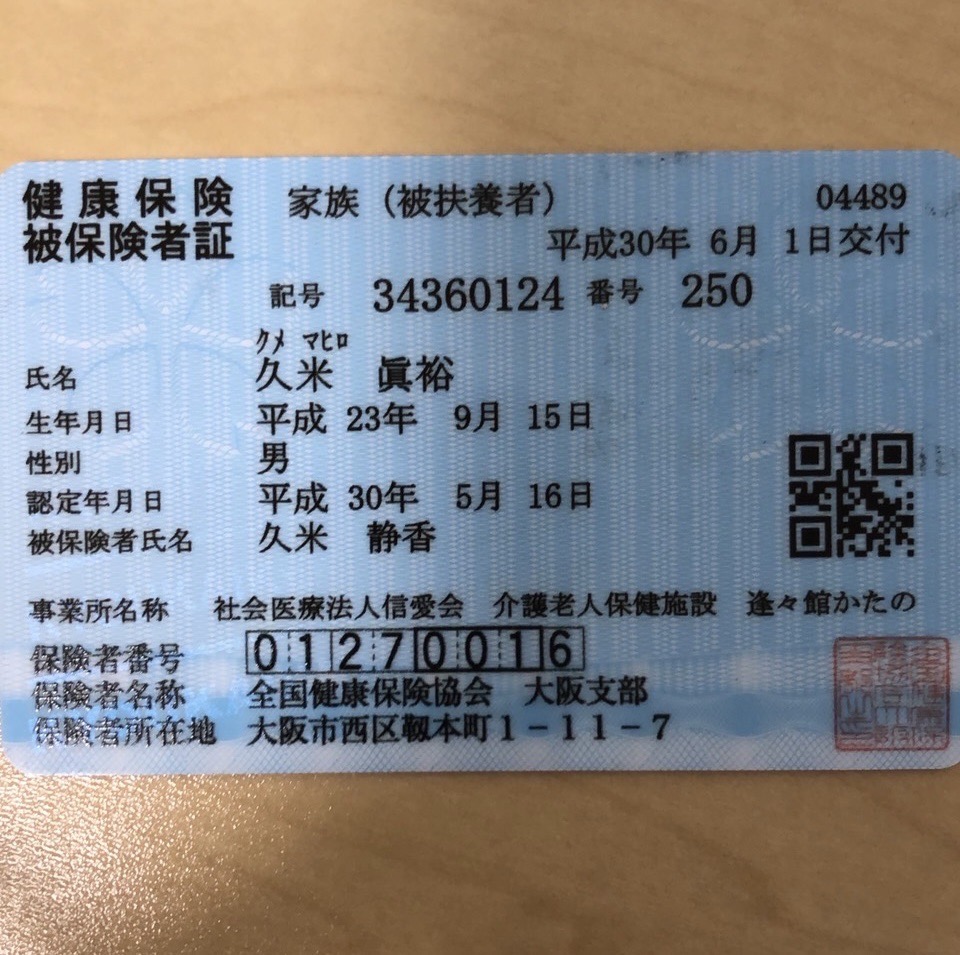 健康保険 家族（被扶養者） 04489
被保険者証 平成30年 6月 1日交付
記号 34360124 番号 250
ｸﾒ ﾏﾋﾛ
氏名 久米 眞裕
生年月日 平成 23年 9月 15日
性別 男
認定年月日 平成 30年 5月 16日
被保険者氏名 久米 静香
事業所名称 社会医療法人信愛会 介護老人保健施設 逢々館かたの
保険者番号 01270016
保険者名称 全国健康保険協会 大阪支部
保険者所在地 大阪市西区靱本町1－11－7